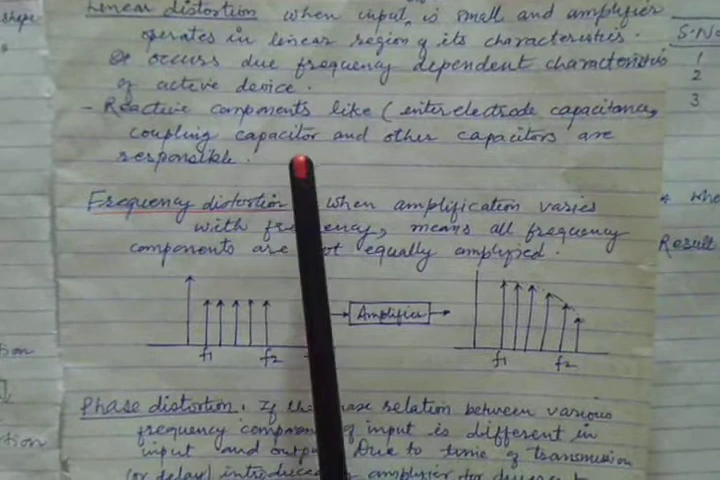 shape
Linear distortion when input is small and amplifier
operates in linear region of its characteristics.
It occurs due frequency dependent characteristics
of active device.
- Reactive components like (interelectrode capacitance,
coupling capacitor and other capacitors are
responsible.
Frequency distortion when amplification varies
with frequency, means all frequency
components are not equally amplified.
Amplifier
f1 f2 f1 f2
Phase distortion. If the phase relation between various
frequency of input is different in
input and Due to time of transmission
(or delay) amplifier for
S.No
1
2
3
Result